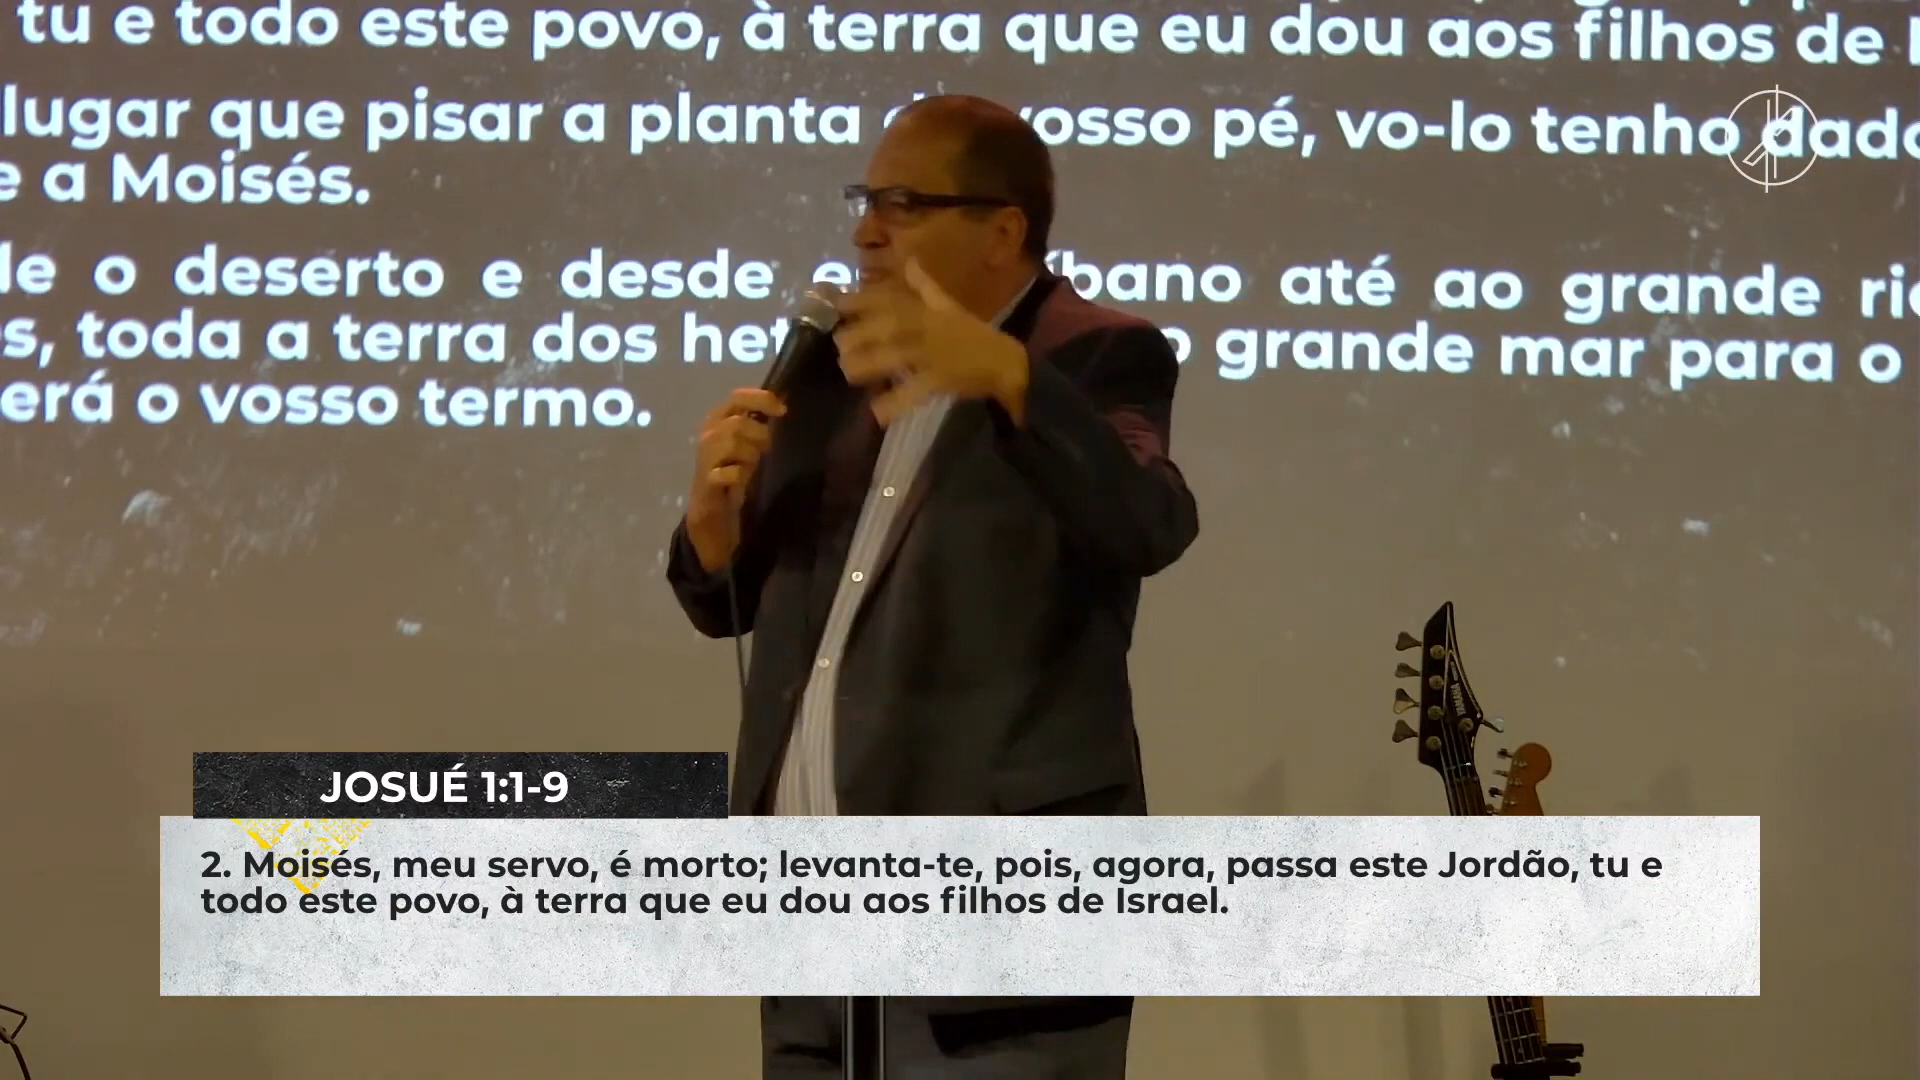 tu e todo este povo, à terra que eu dou aos filhos de
lugar que pisar a planta vosso pé, vo-lo tenho dado
e a Moisés.
o deserto e desde até ao grande
toda a terra dos grande mar para o
o vosso termo.
YAMAHA
JOSUÉ 1:1-9
2. Moisés, meu servo, é morto; levanta-te, pois, agora, passa este Jordão, tu e
todo este povo, à terra que eu dou aos filhos de Israel.